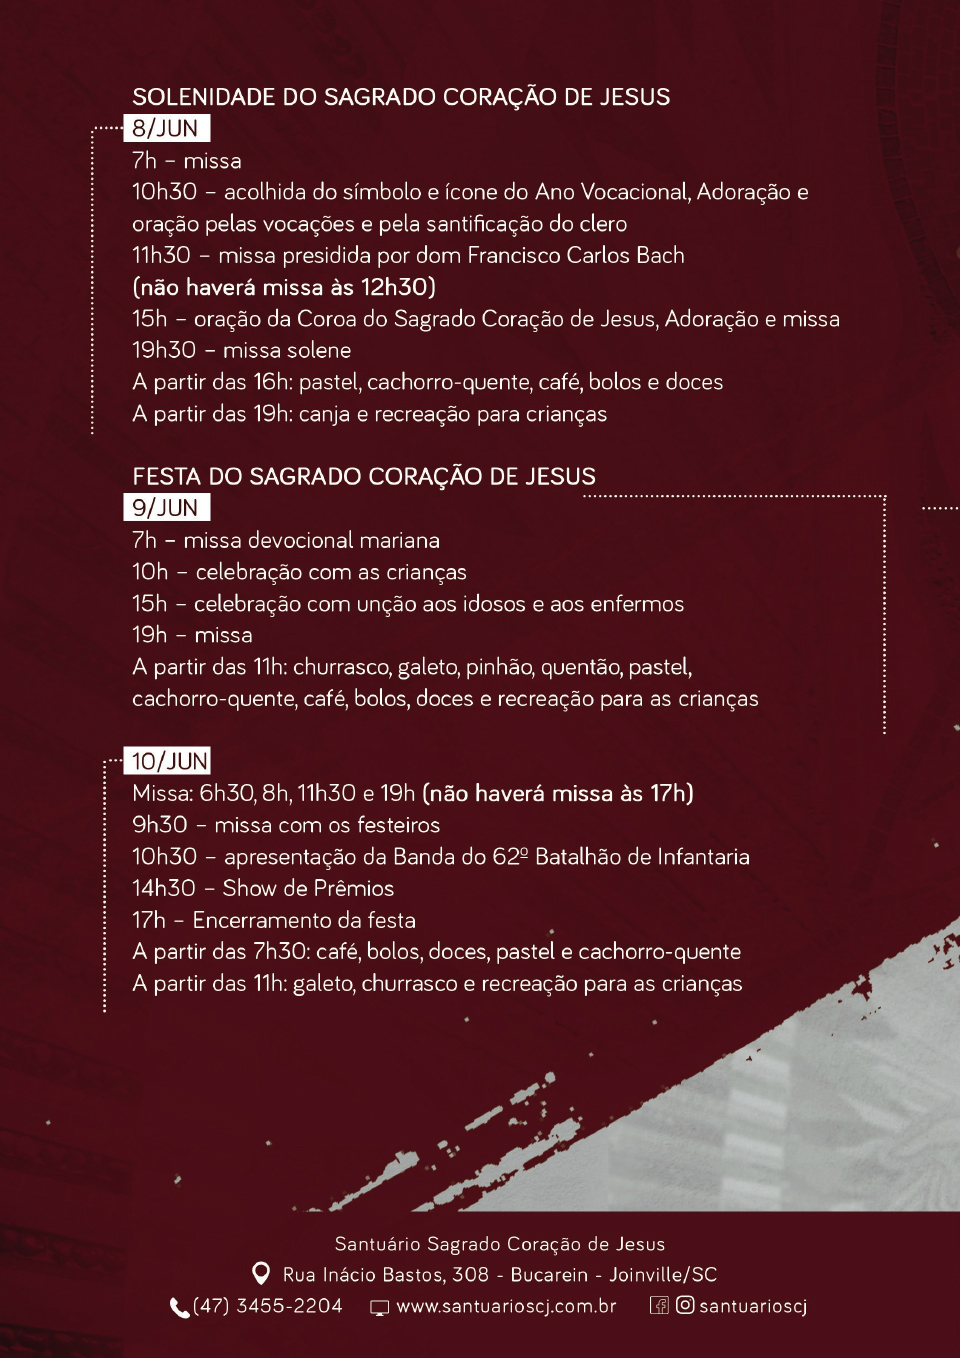 SOLENIDADE DO SAGRADO CORAÇÃO DE JESUS
8/JUN
7h – missa
10h30 – acolhida do símbolo e ícone do Ano Vocacional, Adoração e
oração pelas vocações e pela santificação do clero
11h30 – missa presidida por dom Francisco Carlos Bach
(não haverá missa às 12h30)
15h – oração da Coroa do Sagrado Coração de Jesus, Adoração e missa
19h30 – missa solene
A partir das 16h: pastel, cachorro-quente, café, bolos e doces
A partir das 19h: canja e recreação para crianças
FESTA DO SAGRADO CORAÇÃO DE JESUS
9/JUN
7h – missa devocional mariana
10h – celebração com as crianças
15h – celebração com unção aos idosos e aos enfermos
19h – missa
A partir das 11h: churrasco, galeto, pinhão, quentão, pastel,
cachorro-quente, café, bolos, doces e recreação para as crianças
10/JUN
Missa: 6h30, 8h, 11h30 e 19h (não haverá missa às 17h)
9h30 – missa com os festeiros
10h30 – apresentação da Banda do 62º Batalhão de Infantaria
14h30 – Show de Prêmios
17h – Encerramento da festa
A partir das 7h30: café, bolos, doces, pastel e cachorro-quente
A partir das 11h: galeto, churrasco e recreação para as crianças
Santuário Sagrado Coração de Jesus
Rua Inácio Bastos, 308 - Bucarein - Joinville/SC
(47) 3455-2204 www.santuarioscj.com.br santuarioscj